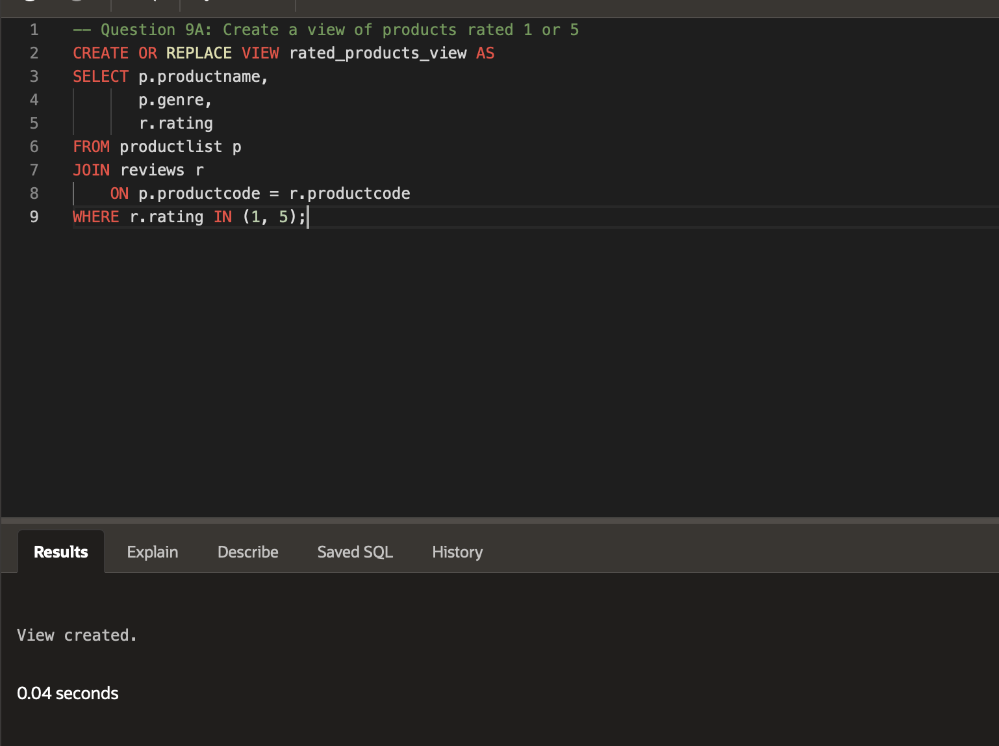 1 -- Question 9A: Create a view of products rated 1 or 5
2 CREATE OR REPLACE VIEW rated_products_view AS
3 SELECT p.productname,
4 p.genre,
5 r.rating
6 FROM productlist p
7 JOIN reviews r
8 ON p.productcode = r.productcode
9 WHERE r.rating IN (1, 5);
Results Explain Describe Saved SQL History
View created.
0.04 seconds